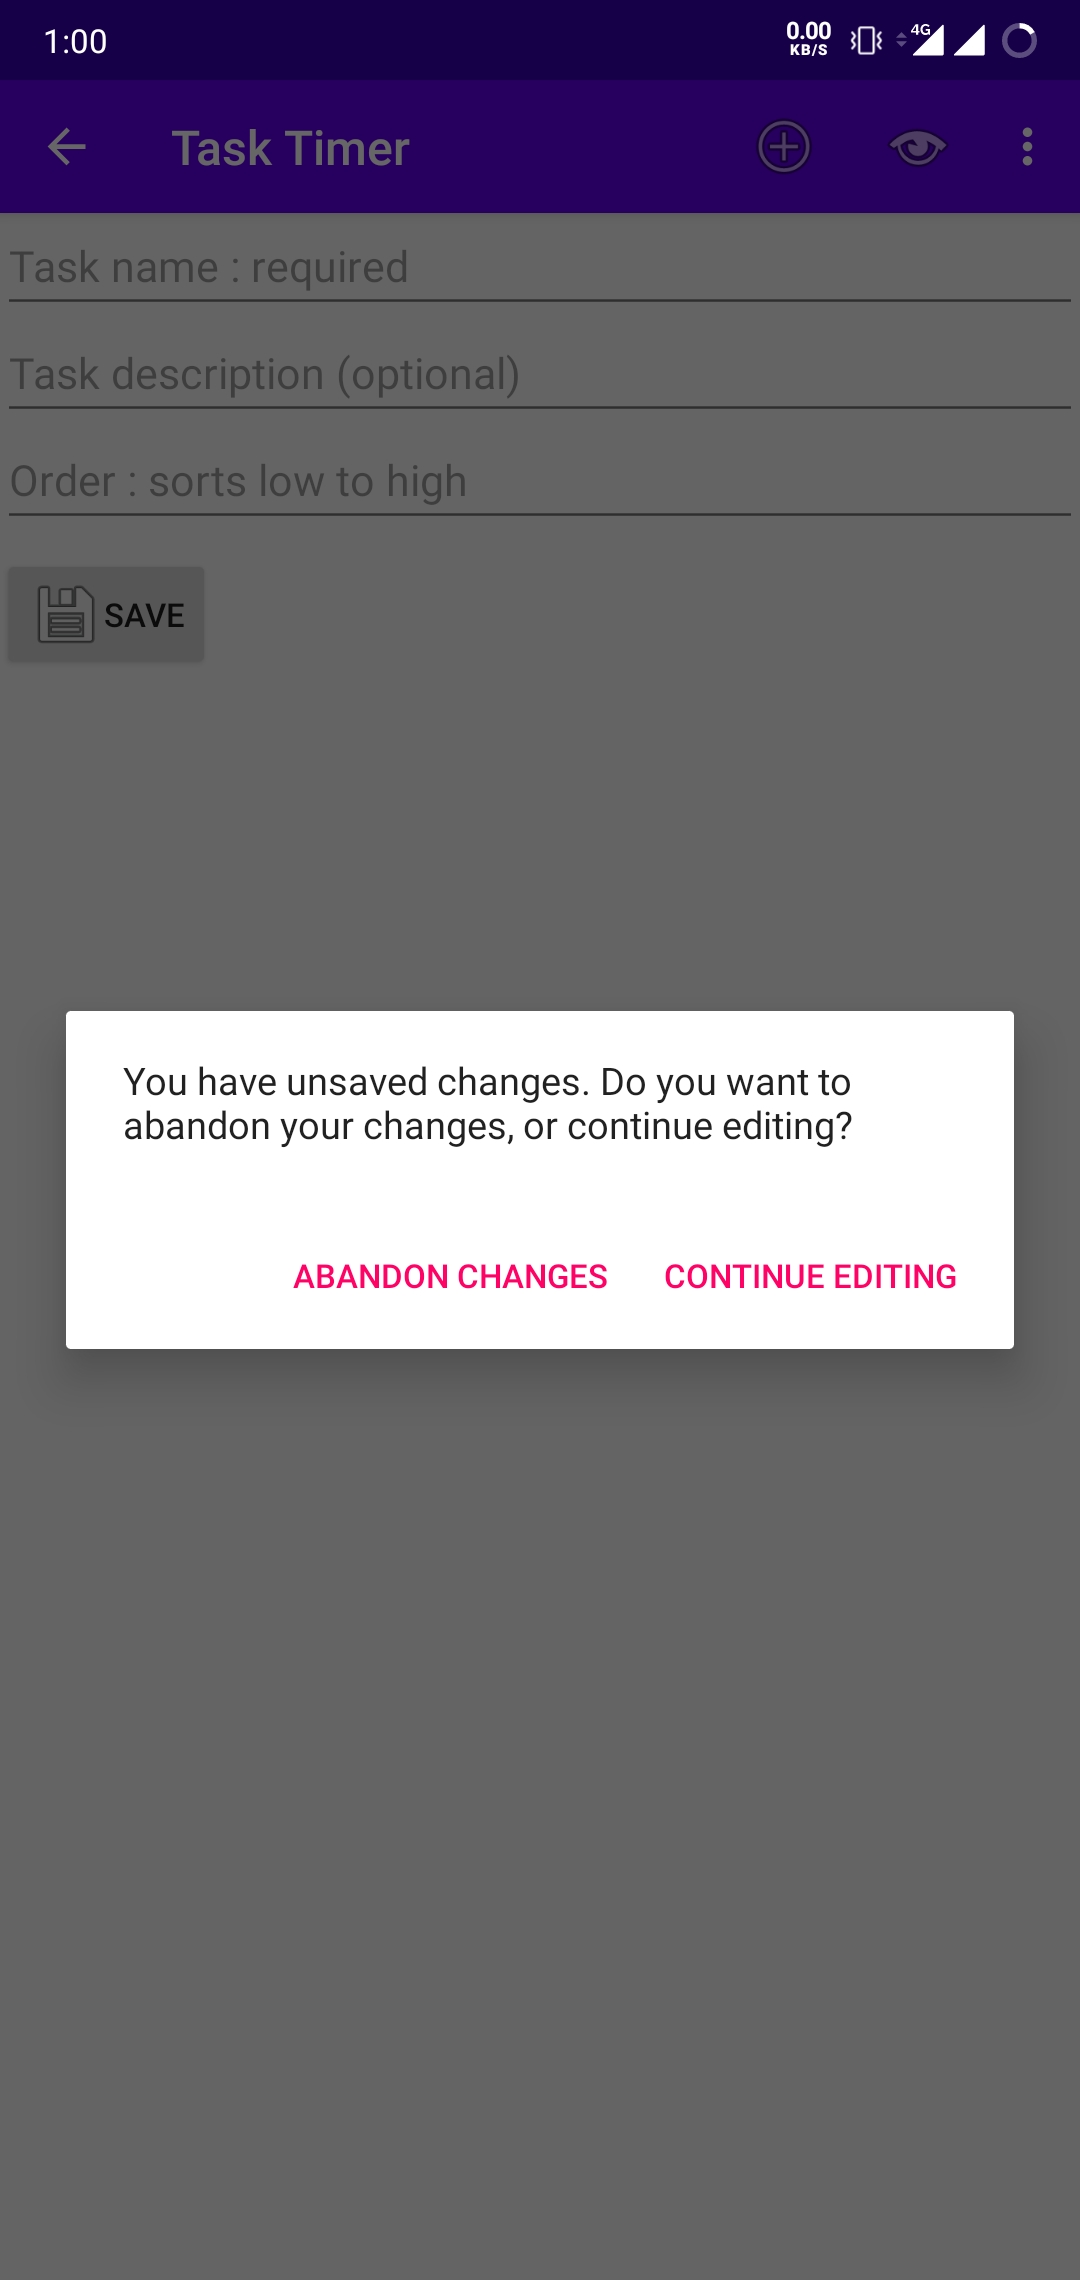 1:00
0.00
KB/S
4G
Task Timer
Task name : required
Task description (optional)
Order : sorts low to high
SAVE
You have unsaved changes. Do you want to
abandon your changes, or continue editing?
ABANDON CHANGES CONTINUE EDITING